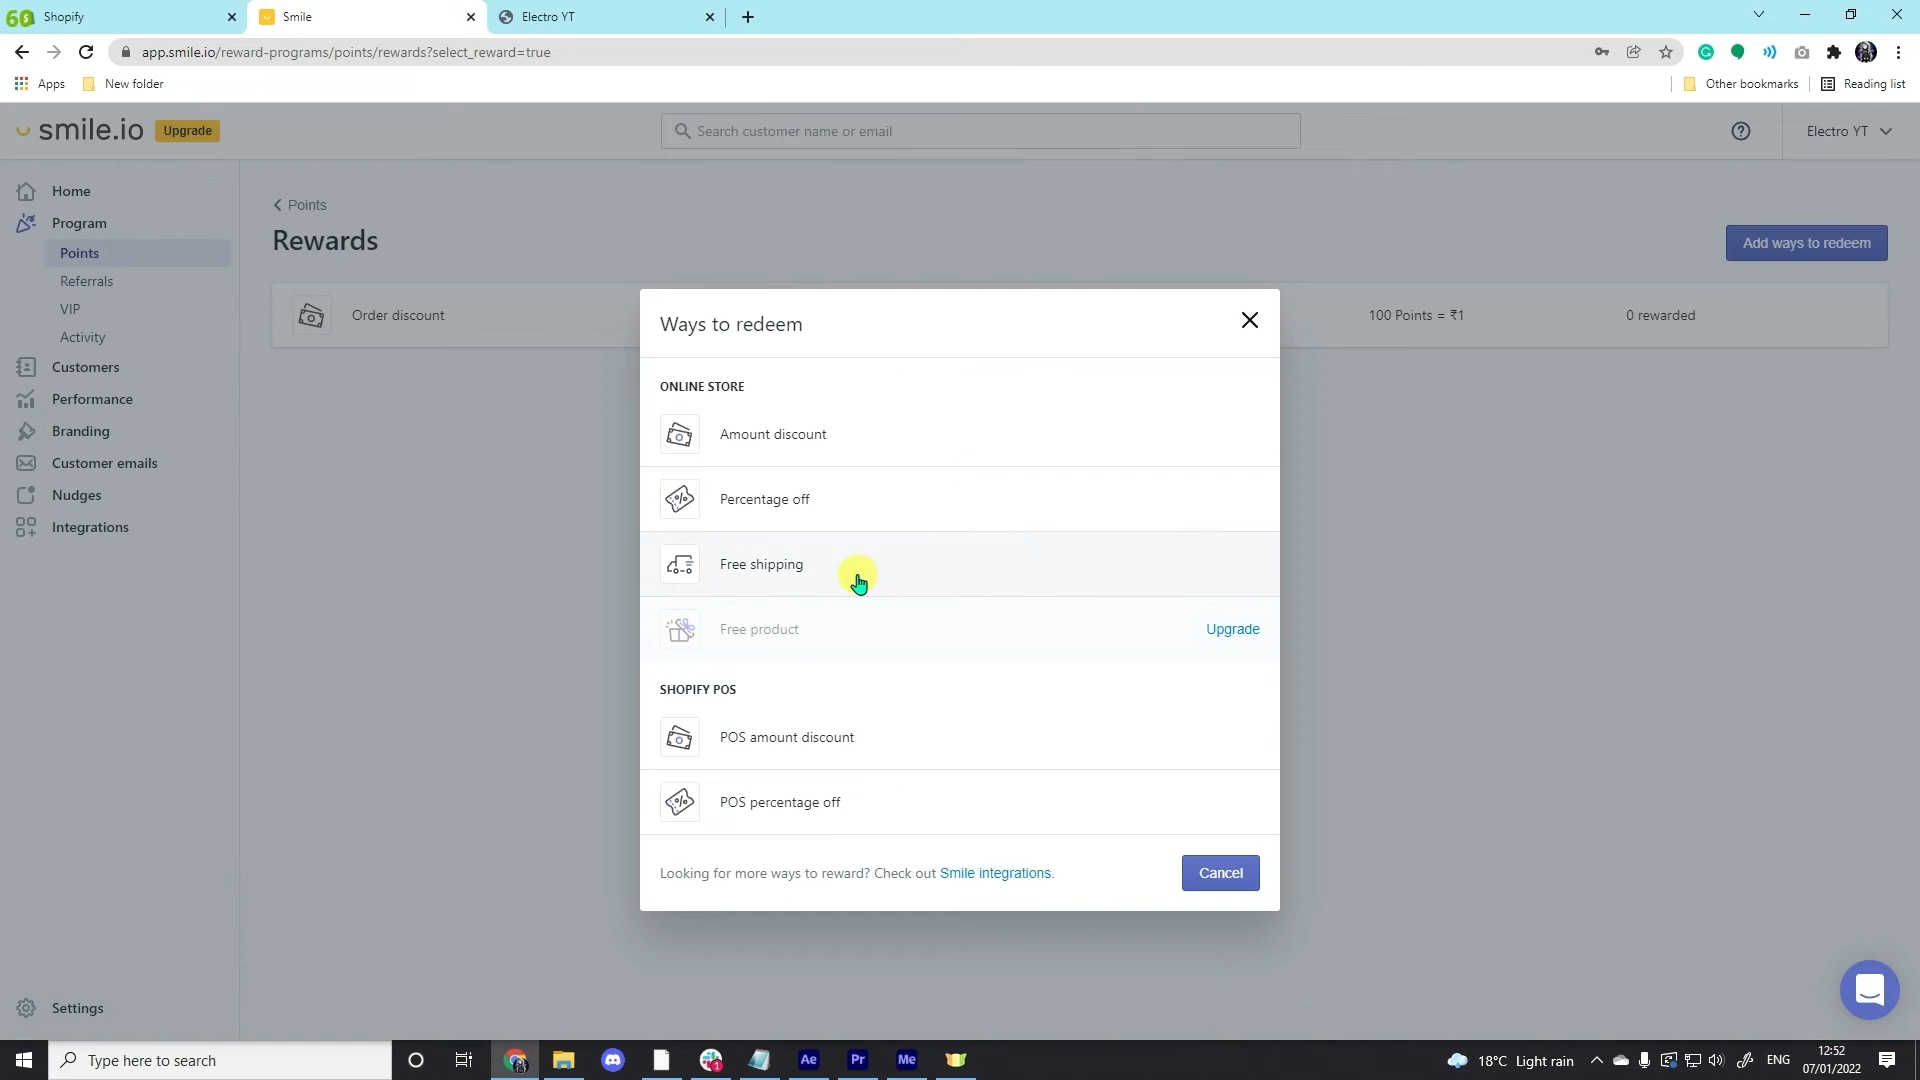 Shopify
Smile
Electro YT
app.smile.io/reward-programs/points/rewards?select_reward=true
Apps
New folder
Other bookmarks
Reading list
smile.io
Upgrade
Search customer name or email
Electro YT
Home
Program
Points
Referrals
VIP
Activity
Customers
Performance
Branding
Customer emails
Nudges
Integrations
Settings
Points
Rewards
Add ways to redeem
Order discount
100 Points = ₹1
0 rewarded
Ways to redeem
ONLINE STORE
Amount discount
Percentage off
Free shipping
Free product
Upgrade
SHOPIFY POS
POS amount discount
POS percentage off
Looking for more ways to reward? Check out Smile integrations.
Cancel
Type here to search
Ae
Pr
Me
18°C Light rain
ENG
12:52
07/01/2022